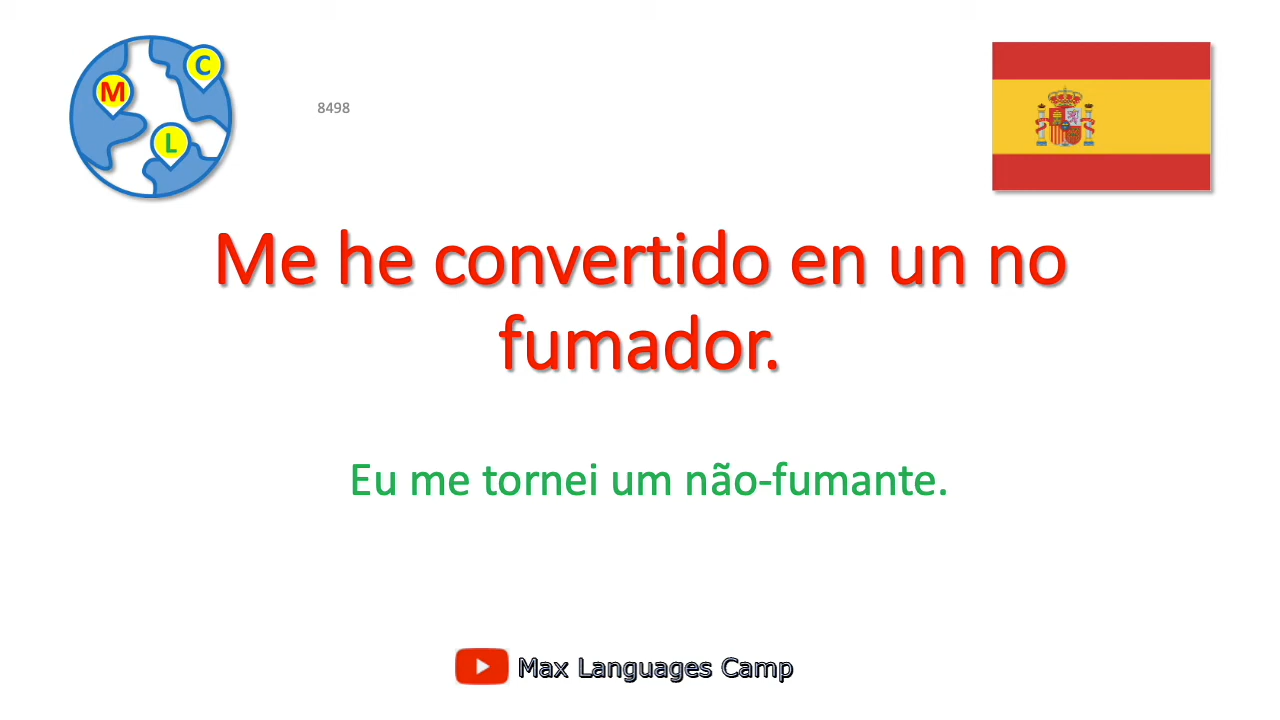 C
M
L
8498
Me he convertido en un no
fumador.
Eu me tornei um não-fumante.
Max Languages Camp